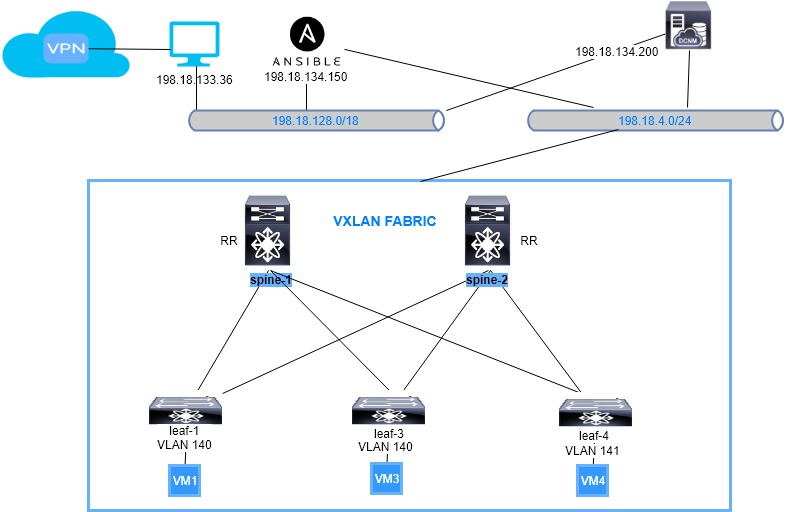 VPN
198.18.133.36
ANSIBLE
198.18.134.150
DCNM
198.18.134.200
198.18.128.0/18
198.18.4.0/24
VXLAN FABRIC
RR
RR
spine-1
spine-2
leaf-1
VLAN 140
leaf-3
VLAN 140
leaf-4
VLAN 141
VM1
VM3
VM4